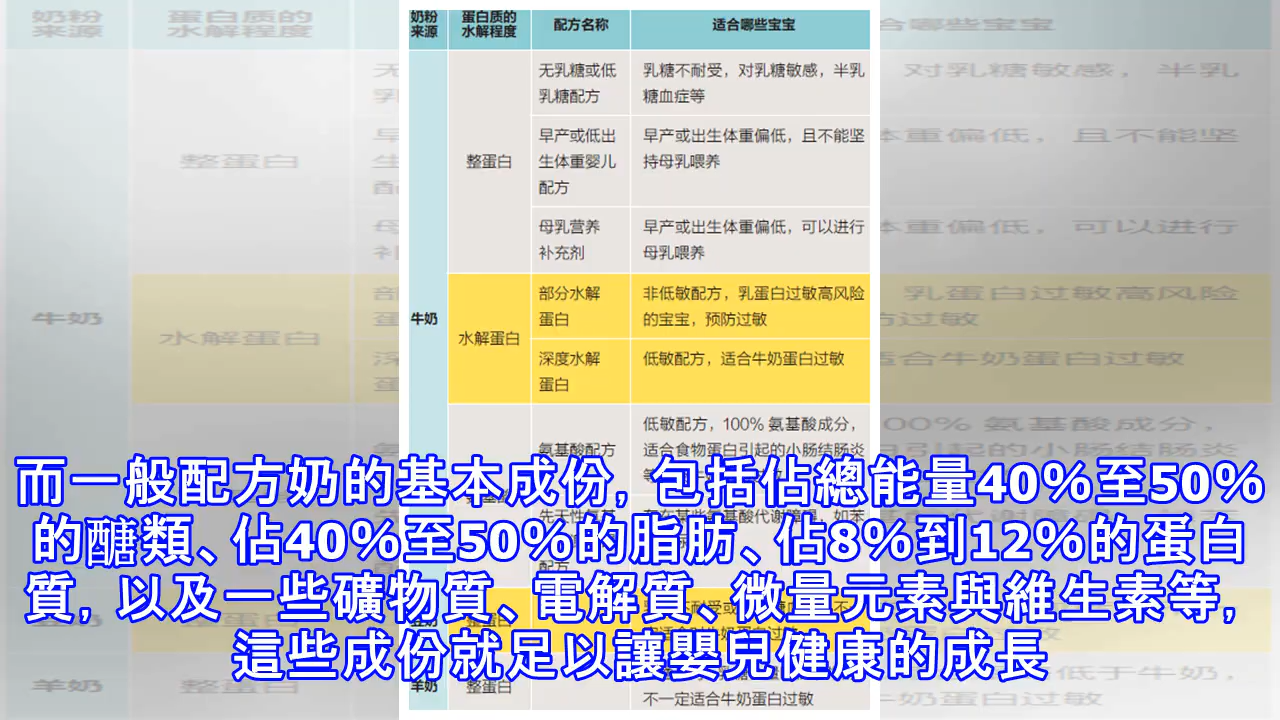 奶粉来源 蛋白质的水解程度 配方名称 适合哪些宝宝
牛奶
整蛋白
无乳糖或低
乳糖配方
乳糖不耐受，对乳糖敏感，半乳
糖血症等
早产或低出
生体重婴儿
配方
早产或出生体重偏低，且不能坚
持母乳喂养
母乳营养
补充剂
早产或出生体重偏低，可以进行
母乳喂养
水解蛋白
部分水解
蛋白
非低敏配方，乳蛋白过敏高风险
的宝宝，预防过敏
深度水解
蛋白
低敏配方，适合牛奶蛋白过敏
氨基酸配方
低敏配方，100% 氨基酸成分，
适合食物蛋白引起的小肠结肠炎
配方
羊奶
整蛋白
不一定适合牛奶蛋白过敏
而一般配方奶的基本成份, 包括佔總能量40%至50%
的醣類、佔40%至50%的脂肪、佔8%到12%的蛋白
質, 以及一些礦物質、電解質、微量元素與維生素等,
這些成份就足以讓嬰兒健康的成長